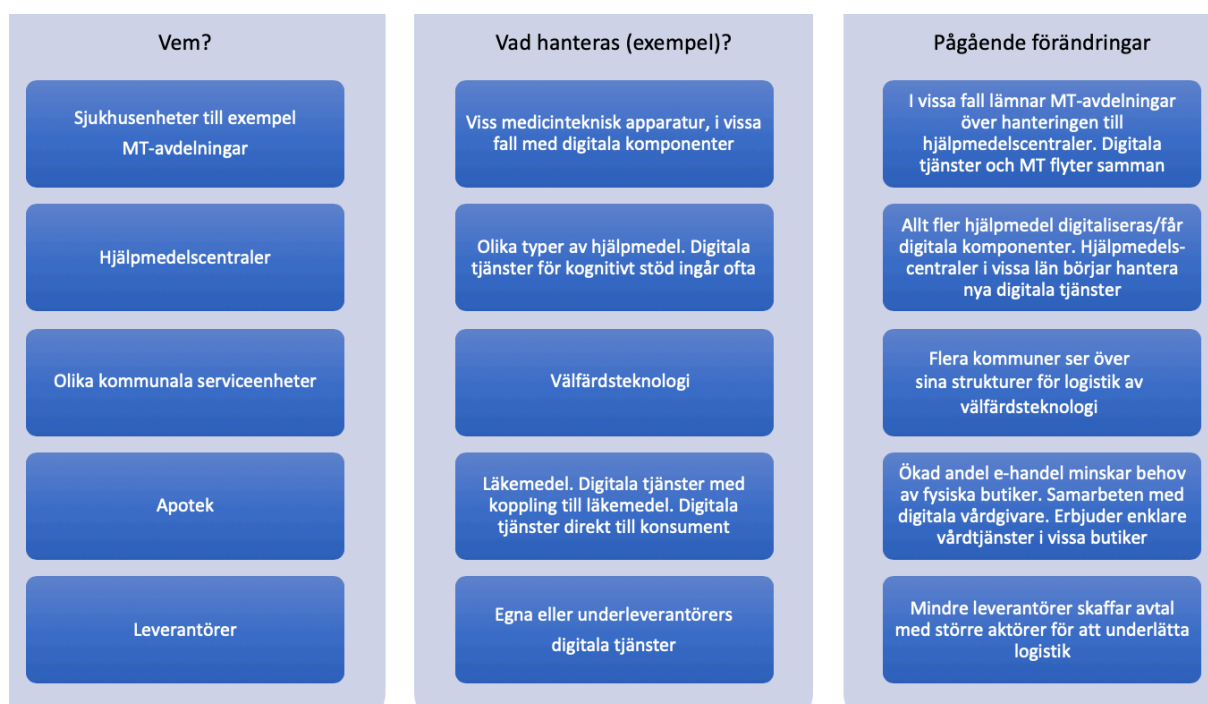 Vem?
Vad hanteras (exempel)?
Pågående förändringar
Sjukhusenheter till exempel
MT-avdelningar
Viss medicinteknisk apparatur, i vissa
fall med digitala komponenter
I vissa fall lämnar MT-avdelningar
över hanteringen till
hjälpmedelscentraler. Digitala
tjänster och MT flyter samman
Hjälpmedelscentraler
Olika typer av hjälpmedel. Digitala
tjänster för kognitivt stöd ingår ofta
Allt fler hjälpmedel digitaliseras/får
digitala komponenter. Hjälpmedels-
centraler i vissa län börjar hantera
nya digitala tjänster
Olika kommunala serviceenheter
Välfärdsteknologi
Flera kommuner ser över
sina strukturer för logistik av
välfärdsteknologi
Apotek
Läkemedel. Digitala tjänster med
koppling till läkemedel. Digitala
tjänster direkt till konsument
Ökad andel e-handel minskar behov
av fysiska butiker. Samarbeten med
digitala vårdgivare. Erbjuder enklare
vårdtjänster i vissa butiker
Leverantörer
Egna eller underleverantörers
digitala tjänster
Mindre leverantörer skaffar avtal
med större aktörer för att underlätta
logistik